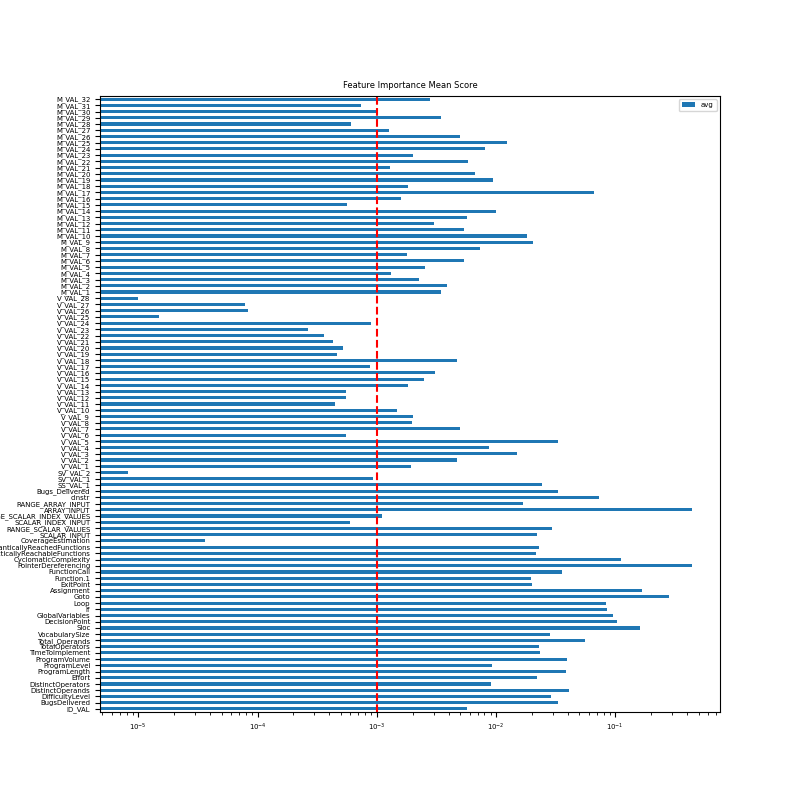 Feature Importance Mean Score
avg
M_VAL_32
M_VAL_31
M_VAL_30
M_VAL_29
M_VAL_28
M_VAL_27
M_VAL_26
M_VAL_25
M_VAL_24
M_VAL_23
M_VAL_22
M_VAL_21
M_VAL_20
M_VAL_19
M_VAL_18
M_VAL_17
M_VAL_16
M_VAL_15
M_VAL_14
M_VAL_13
M_VAL_12
M_VAL_11
M_VAL_10
M_VAL_9
M_VAL_8
M_VAL_7
M_VAL_6
M_VAL_5
M_VAL_4
M_VAL_3
M_VAL_2
M_VAL_1
V_VAL_28
V_VAL_27
V_VAL_26
V_VAL_25
V_VAL_24
V_VAL_23
V_VAL_22
V_VAL_21
V_VAL_20
V_VAL_19
V_VAL_18
V_VAL_17
V_VAL_16
V_VAL_15
V_VAL_14
V_VAL_13
V_VAL_12
V_VAL_11
V_VAL_10
V_VAL_9
V_VAL_8
V_VAL_7
V_VAL_6
V_VAL_5
V_VAL_4
V_VAL_3
V_VAL_2
V_VAL_1
SV_VAL_2
SV_VAL_1
SS_VAL_1
Bugs_Delivered
cInstr
RANGE_ARRAY_INPUT
ARRAY_INPUT
E_SCALAR_INDEX_VALUES
SCALAR_INDEX_INPUT
RANGE_SCALAR_VALUES
SCALAR_INPUT
CoverageEstimation
anticallyReachedFunctions
nticallyReachableFunctions
CyclomaticComplexity
PointerDereferencing
FunctionCall
Function.1
ExitPoint
Assignment
Goto
Loop
If
GlobalVariables
DecisionPoint
Sloc
VocabularySize
Total_Operands
TotalOperators
TimeToImplement
ProgramVolume
ProgramLevel
ProgramLength
Effort
DistinctOperators
DistinctOperands
DifficultyLevel
BugsDelivered
ID_VAL
10⁻⁵ 10⁻⁴ 10⁻³ 10⁻² 10⁻¹